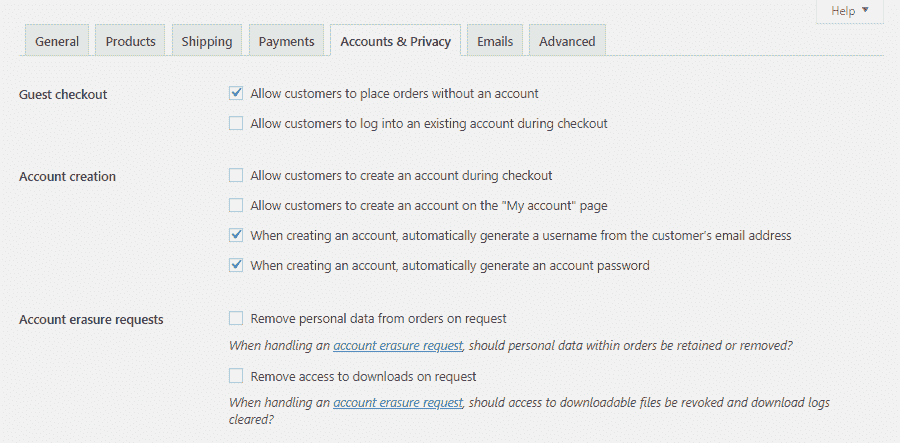 Help ▼
General Products Shipping Payments Accounts & Privacy Emails Advanced
Guest checkout
Allow customers to place orders without an account
Allow customers to log into an existing account during checkout
Account creation
Allow customers to create an account during checkout
Allow customers to create an account on the "My account" page
When creating an account, automatically generate a username from the customer's email address
When creating an account, automatically generate an account password
Account erasure requests
Remove personal data from orders on request
When handling an account erasure request, should personal data within orders be retained or removed?
Remove access to downloads on request
When handling an account erasure request, should access to downloadable files be revoked and download logs
cleared?